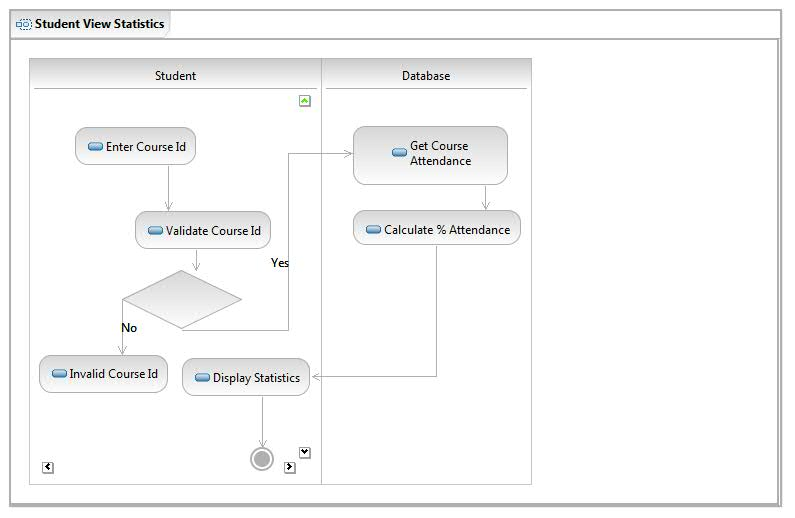 Student View Statistics
Student
Database
Enter Course Id
Get Course
Attendance
Validate Course Id
Calculate % Attendance
Yes
No
Invalid Course Id
Display Statistics